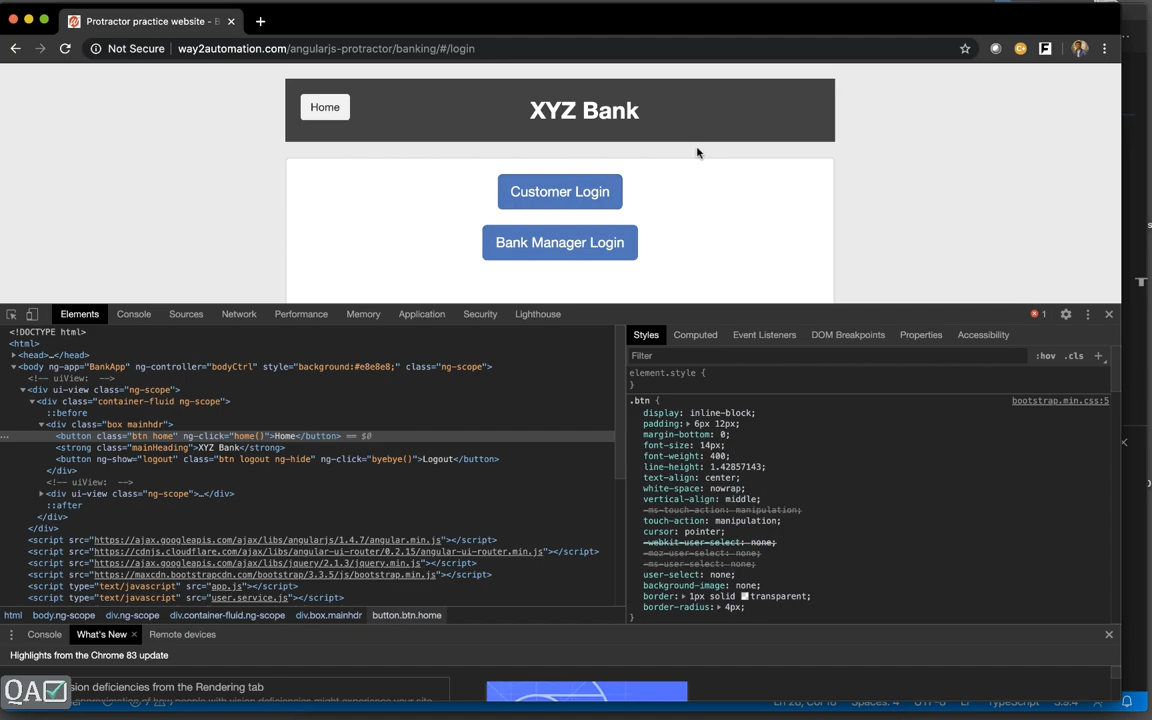 Protractor practice website - B
Not Secure
way2automation.com/angularjs-protractor/banking/#/login
Home
XYZ Bank
Customer Login
Bank Manager Login
Elements Console Sources Network Performance Memory Application Security Lighthouse
1
<!DOCTYPE html>
<html>
<head>…</head>
<body ng-app="BankApp" ng-controller="bodyCtrl" style="background:#e8e8e8;" class="ng-scope">
<!-- uiView: -->
<div ui-view class="ng-scope">
<div class="container-fluid ng-scope">
::before
<div class="box mainhdr">
<button class="btn home" ng-click="home()">Home</button> == $0
<strong class="mainHeading">XYZ Bank</strong>
<button ng-show="logout" class="btn logout ng-hide" ng-click="byebye()">Logout</button>
</div>
<!-- uiView: -->
<div ui-view class="ng-scope">…</div>
::after
</div>
</div>
<script src="https://ajax.googleapis.com/ajax/libs/angularjs/1.4.7/angular.min.js"></script>
<script src="https://cdnjs.cloudflare.com/ajax/libs/angular-ui-router/0.2.15/angular-ui-router.min.js"></script>
<script src="https://ajax.googleapis.com/ajax/libs/jquery/2.1.3/jquery.min.js"></script>
<script src="https://maxcdn.bootstrapcdn.com/bootstrap/3.3.5/js/bootstrap.min.js"></script>
<script type="text/javascript" src="app.js"></script>
<script type="text/javascript" src="user.service.js"></script>
html body.ng-scope div.ng-scope div.container-fluid.ng-scope div.box.mainhdr button.btn.home
Styles Computed Event Listeners DOM Breakpoints Properties Accessibility
Filter
:hov .cls +
element.style {
}
.btn { bootstrap.min.css:5
display: inline-block;
padding: 6px 12px;
margin-bottom: 0;
font-size: 14px;
font-weight: 400;
line-height: 1.42857143;
text-align: center;
white-space: nowrap;
vertical-align: middle;
-ms-touch-action: manipulation;
touch-action: manipulation;
cursor: pointer;
-webkit-user-select: none;
-moz-user-select: none;
-ms-user-select: none;
user-select: none;
background-image: none;
border: 1px solid transparent;
border-radius: 4px;
}
Console What's New Remote devices
Highlights from the Chrome 83 update
sion deficiencies from the Rendering tab
QA
Spaces: 4 UTF-8 LF TypeScript 3.9.4